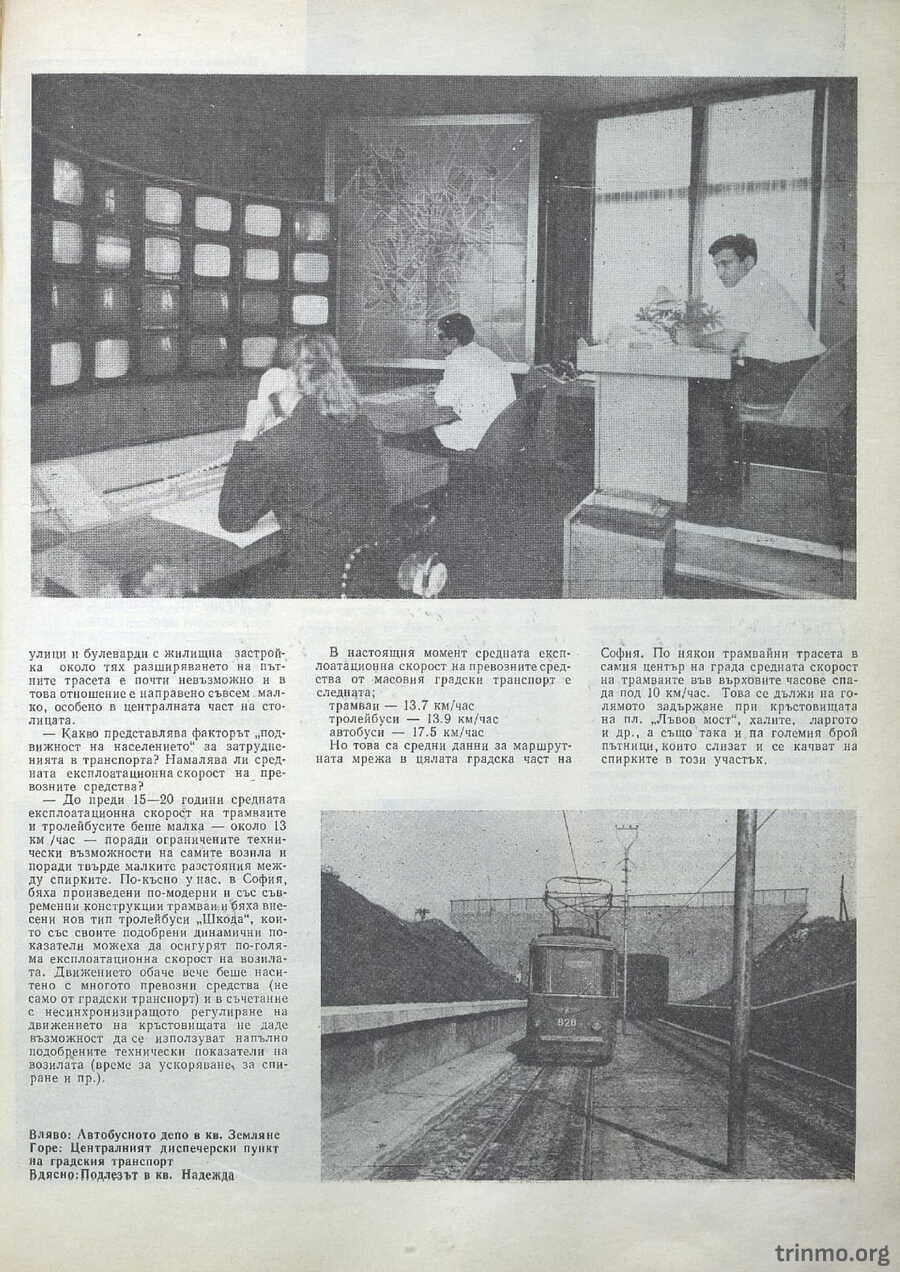 улици и булеварди с жилищна застрой-
ка около тях разширяването на път-
ните трасета е почти невъзможно и в
това отношение е направено съвсем мал-
ко, особено в централната част на сто-
лицата.
— Какво представлява факторът „под-
вижност на населението“ за затрудне-
нията в транспорта? Намалява ли сред-
ната експлоатационна скорост на пре-
возните средства?
— До преди 15—20 години средната
експлоатационна скорост на трамваите
и тролейбусите беше малка — около 13
км /час — поради ограничените техни-
чески възможности на самите возила и
поради твърде малките разстояния меж-
ду спирките. По-късно у нас, в София,
бяха произведени по-модерни и със съв-
ременни конструкции трамваи и бяха вне-
сени нов тип тролейбуси „Шкода“, кои-
то със своите подобрени динамични по-
казатели можеха да осигурят по-голя-
ма експлоатационна скорост на возила-
та. Движението обаче вече беше наси-
тено с многото превозни средства (не
само от градски транспорт) и в съчетание
с несинхронизиращото регулиране на
движението на кръстовищата не даде
възможност да се използуват напълно
подобрените технически показатели на
возилата (време за ускоряване, за спи-
ране и пр.).
Вляво: Автобусното депо в кв. Земляне
Горе: Централният диспечерски пункт
на градския транспорт
Вдясно: Подлезът в кв. Надежда
В настоящия момент средната експ-
лоатационна скорост на превозните сред-
ства от масовия градски транспорт е
следната;
трамваи — 13.7 км/час
тролейбуси — 13.9 км/час
автобуси — 17.5 км/час
Но това са средни данни за маршрут-
ната мрежа в цялата градска част на
София. По някои трамвайни трасета в
самия център на града средната скорост
на трамваите във върховите часове спа-
да под 10 км/час. Това се дължи на го-
лямото задържане при кръстовищата
на пл. „Лъвов мост“, халите, ларгото
и др., а също така и на големия брой
пътници, които слизат и се качват на
спирките в този участък.
820
trinmo.org